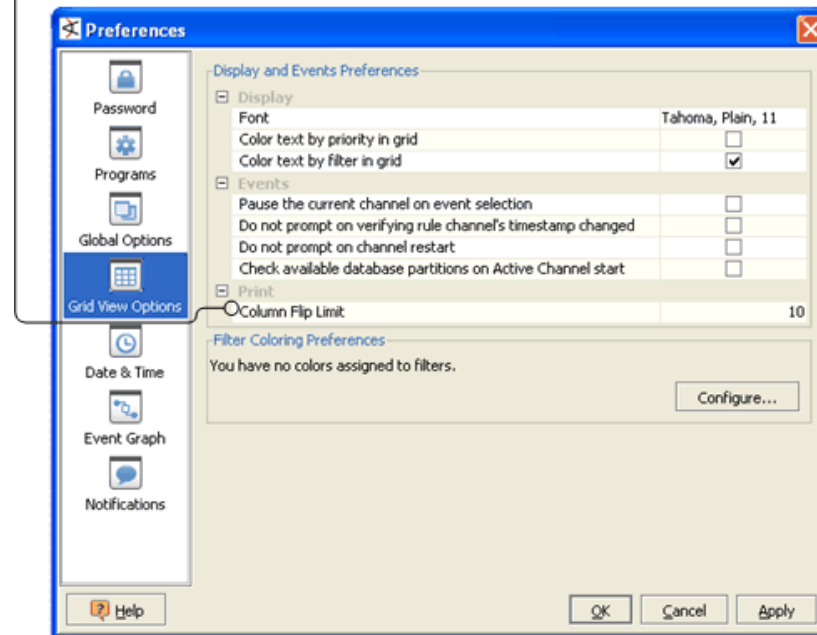 Preferences
Password
Programs
Global Options
Grid View Options
Date & Time
Event Graph
Notifications
Display and Events Preferences
Display
Font Tahoma, Plain, 11
Color text by priority in grid
Color text by filter in grid
Events
Pause the current channel on event selection
Do not prompt on verifying rule channel's timestamp changed
Do not prompt on channel restart
Check available database partitions on Active Channel start
Print
Column Flip Limit 10
Filter Coloring Preferences
You have no colors assigned to filters.
Configure...
Help
OK
Cancel
Apply